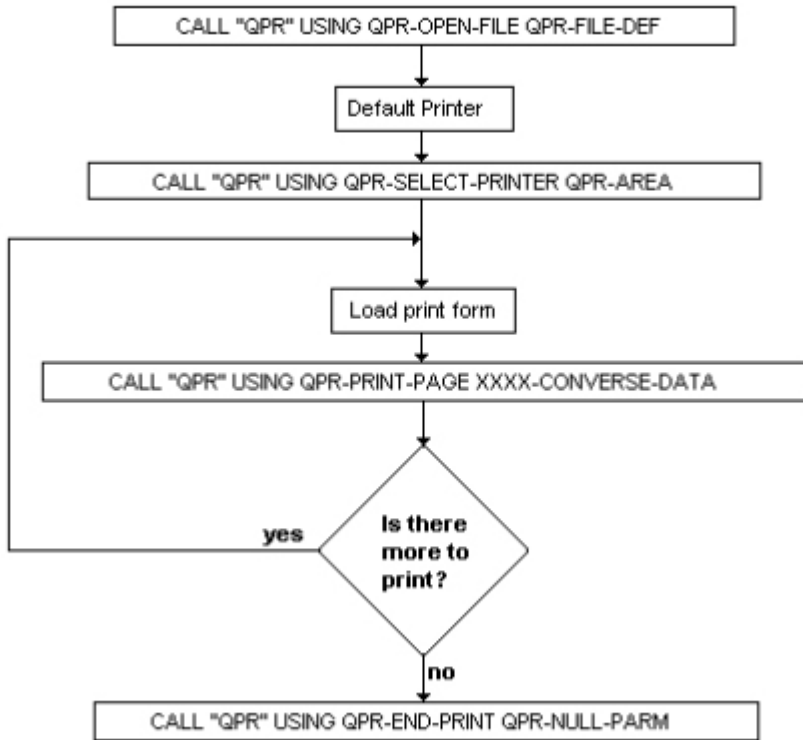 CALL "QPR" USING QPR-OPEN-FILE QPR-FILE-DEF
Default Printer
CALL "QPR" USING QPR-SELECT-PRINTER QPR-AREA
Load print form
CALL "QPR" USING QPR-PRINT-PAGE XXXX-CONVERSE-DATA
Is there
more to
print?
yes
no
CALL "QPR" USING QPR-END-PRINT QPR-NULL-PARM